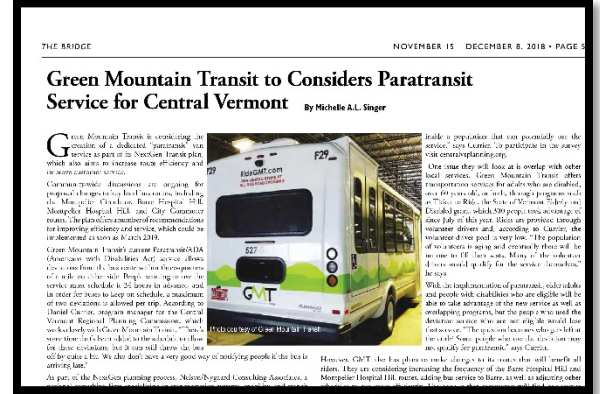 THE BRIDGE
NOVEMBER 15 DECEMBER 8, 2018 • PAGE 5
Green Mountain Transit to Considers Paratransit
Service for Central Vermont By Michelle A.L. Singer
Green Mountain Transit is considering the
creation of a dedicated "paratransit" van
service as part of its NextGen Transit plan,
which also aims to increase route efficiency and
increase customer service.
Community-wide discussions are ongoing for
proposed changes to key local bus routes, including
the Montpelier Circulator, Barre Hospital Hill,
Montpelier Hospital Hill and City Commuter
routes. The plan offers a number of recommendations
for improving efficiency and service, which could be
implemented as soon as March 2019.
Green Mountain Transit's current Paratransit/ADA
(Americans with Disabilities Act) service allows
deviations from the bus route within three-quarters
of a mile on either side. People wanting to use the
service must schedule it 24 hours in advance, and
in order for buses to keep on schedule, a maximum
of two deviations is allowed per trip. According to
Daniel Currier, program manager for the Central
Vermont Regional Planning Commission, which
works closely with Green Mountain Transit, "There's
some time that's been added to the schedule to allow
for those deviations, but it can still throw the bus
off by quite a bit. We also don't have a very good way of notifying people if the bus is
arriving late."
As part of the NextGen planning process, Nelson/Nygaard Consulting Associates, a
29
RideGMT.com
F29
527
GMT
Photo courtesy of Green Mountain Transit
inside a population that can potentially use the
service," says Currier. To participate in the survey
visit centralvtplanning.org.
One issue they will look at is overlap with other
local services. Green Mountain Transit offers
transportation services for adults who are disabled,
over 60 years old, or both, through programs such
as Ticket to Ride, the State of Vermont Elderly and
Disabled grant, which 300 people took advantage of
since July of this year. Rides are provided through
volunteer drivers and, according to Currier, the
volunteer driver pool is very low. "The population
of volunteers is aging and eventually there will be
no one to fill their seats. Many of the volunteer
drivers would qualify for the service themselves,"
he says.
With the implementation of paratransit, older adults
and people with disabilities who are eligible will be
able to take advantage of the new service as well as
overlapping programs, but the people who used the
deviation service who are not eligible would lose
that service. "The question becomes who gets left at
the curb? Some people who use the deviation may
not qualify for paratransit," says Currier.
However, GMT also has plans to make changes to its routes that will benefit all
riders. They are considering increasing the frequency of the Barre Hospital Hill and
Montpelier Hospital Hill routes, adding bus service to Barre, as well as adjusting other